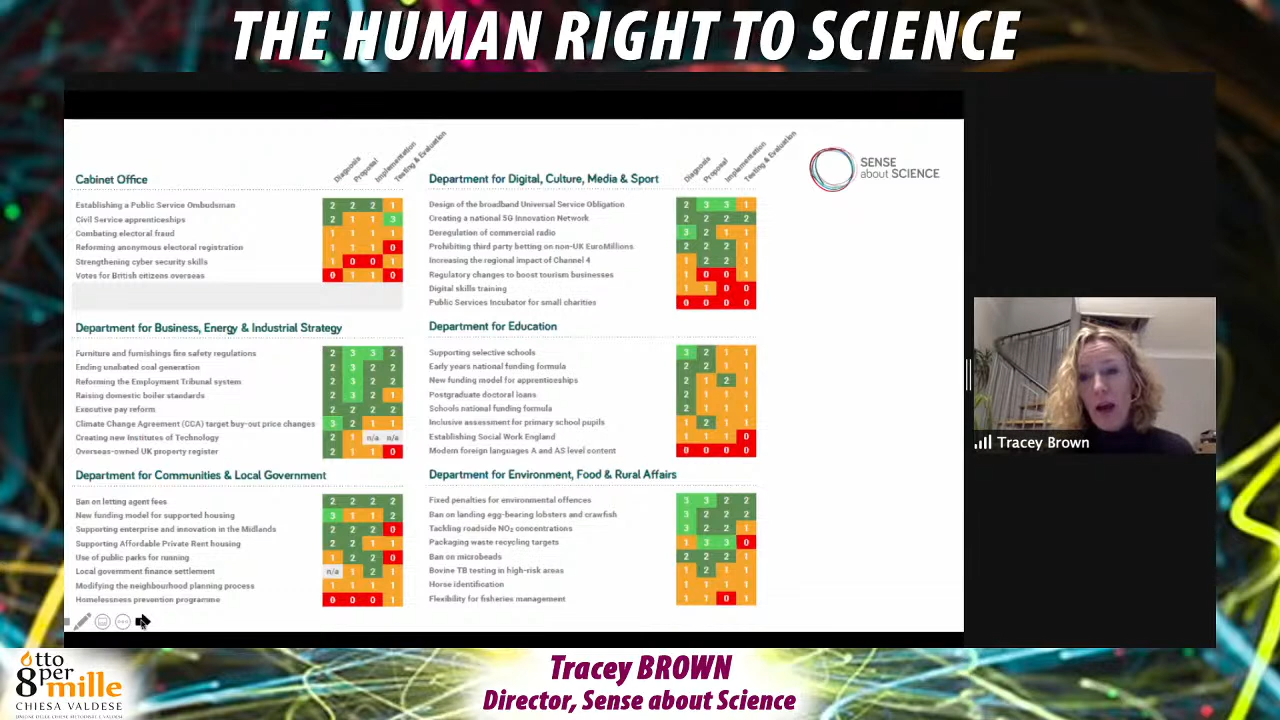 THE HUMAN RIGHT TO SCIENCE
SENSE
about SCIENCE
Diagnosis
Proposal
Implementation
Testing & Evaluation
Cabinet Office
Establishing a Public Service Ombudsman 2 2 2 1
Civil Service apprenticeships 2 1 1 3
Combating electoral fraud 1 1 1 1
Reforming anonymous electoral registration 1 1 1 0
Strengthening cyber security skills 1 0 0 1
Votes for British citizens overseas 0 1 1 0
Department for Business, Energy & Industrial Strategy
Furniture and furnishings fire safety regulations 2 3 3 2
Ending unabated coal generation 2 3 2 2
Reforming the Employment Tribunal system 2 3 2 2
Raising domestic boiler standards 2 3 2 1
Executive pay reform 2 2 2 2
Climate Change Agreement (CCA) target buy-out price changes 3 2 1 1
Creating new Institutes of Technology 2 1 n/a n/a
Overseas-owned UK property register 2 1 1 0
Department for Communities & Local Government
Ban on letting agent fees 2 2 2 2
New funding model for supported housing 3 1 1 2
Supporting enterprise and innovation in the Midlands 2 2 2 0
Supporting Affordable Private Rent housing 2 2 1 1
Use of public parks for running 1 2 2 0
Local government finance settlement n/a 1 2 1
Modifying the neighbourhood planning process 1 1 1 1
Homelessness prevention programme 0 0 0 1
Diagnosis
Proposal
Implementation
Testing & Evaluation
Department for Digital, Culture, Media & Sport
Design of the broadband Universal Service Obligation 2 3 3 1
Creating a national 5G Innovation Network 2 2 2 2
Deregulation of commercial radio 3 2 1 1
Prohibiting third party betting on non-UK EuroMillions 2 2 2 1
Increasing the regional impact of Channel 4 1 2 2 1
Regulatory changes to boost tourism businesses 1 0 0 1
Digital skills training 1 1 0 0
Public Services Incubator for small charities 0 0 0 0
Department for Education
Supporting selective schools 3 2 1 1
Early years national funding formula 2 2 1 1
New funding model for apprenticeships 2 1 2 1
Postgraduate doctoral loans 2 1 1 1
Schools national funding formula 2 1 1 1
Inclusive assessment for primary school pupils 1 2 1 1
Establishing Social Work England 1 1 1 0
Modern foreign languages A and AS level content 0 0 0 0
Department for Environment, Food & Rural Affairs
Fixed penalties for environmental offences 3 3 2 2
Ban on landing egg-bearing lobsters and crawfish 3 2 2 2
Tackling roadside NO₂ concentrations 3 2 2 1
Packaging waste recycling targets 1 3 3 0
Ban on microbeads 2 2 2 1
Bovine TB testing in high-risk areas 1 2 1 1
Horse identification 1 1 1 1
Flexibility for fisheries management 1 1 0 1
Tracey Brown
otto
per
8 mille
CHIESA VALDESE
Tracey BROWN
Director, Sense about Science